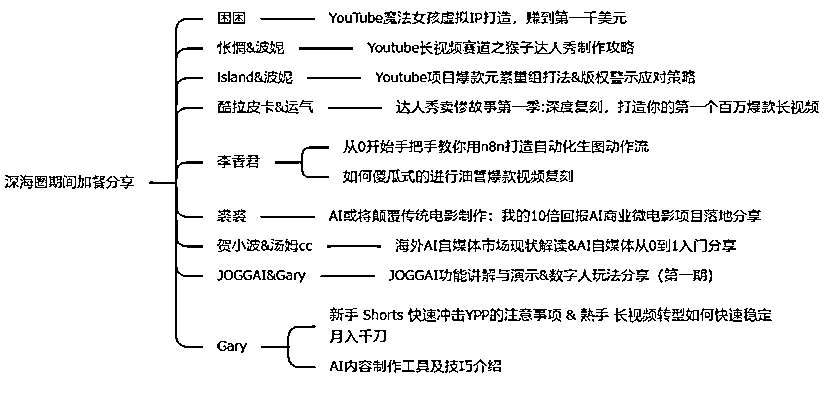 困困
YouTube魔法女孩虚拟IP打造，赚到第一千美元
怅惘&波妮
Youtube长视频赛道之猴子达人秀制作攻略
Island&波妮
Youtube项目爆款元素重组打法&版权警示应对策略
酷拉皮卡&运气
达人秀卖惨故事第一季:深度复刻，打造你的第一个百万爆款长视频
深海圈期间加餐分享
李香君
从0开始手把手教你用n8n打造自动化生图动作流
如何傻瓜式的进行油管爆款视频复刻
裘裘
AI或将颠覆传统电影制作：我的10倍回报AI商业微电影项目落地分享
贺小波&汤姆cc
海外AI自媒体市场现状解读&AI自媒体从0到1入门分享
JOGGAI&Gary
JOGGAI功能讲解与演示&数字人玩法分享（第一期）
Gary
新手 Shorts 快速冲击YPP的注意事项 & 熟手 长视频转型如何快速稳定
月入千刀
AI内容制作工具及技巧介绍